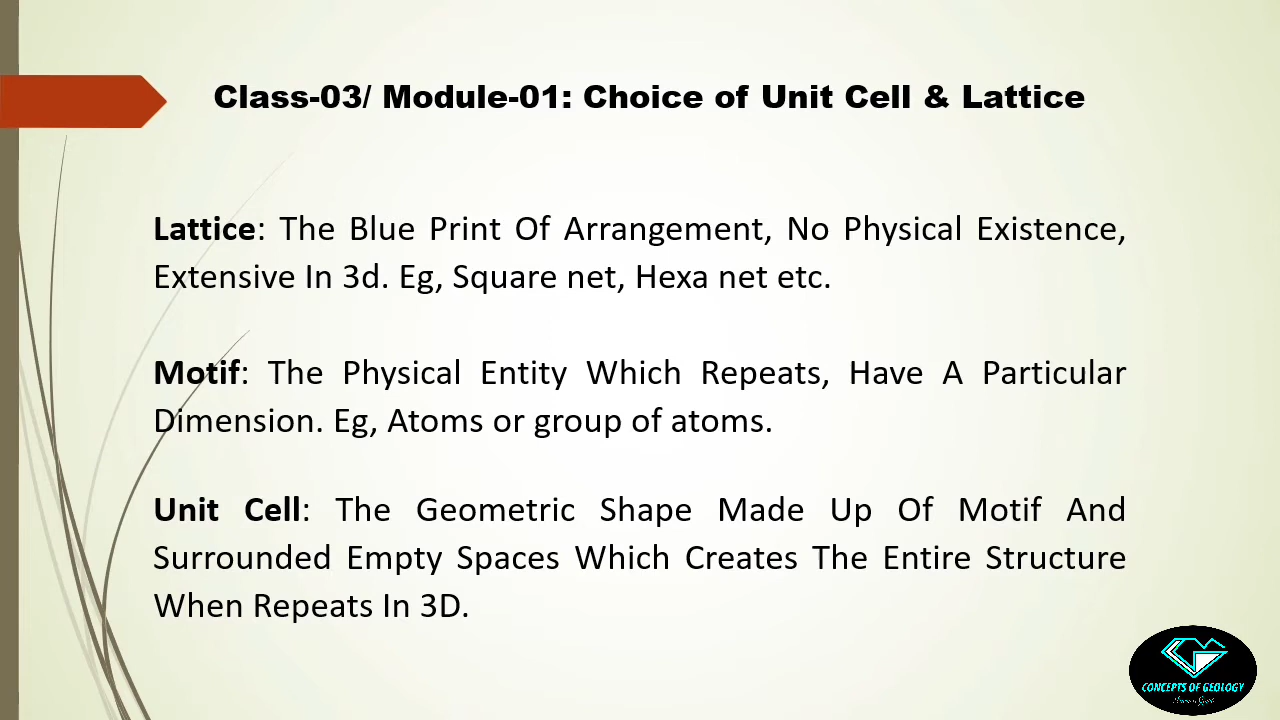 Class-03/ Module-01: Choice of Unit Cell & Lattice
Lattice: The Blue Print Of Arrangement, No Physical Existence,
Extensive In 3d. Eg, Square net, Hexa net etc.
Motif: The Physical Entity Which Repeats, Have A Particular
Dimension. Eg, Atoms or group of atoms.
Unit Cell: The Geometric Shape Made Up Of Motif And
Surrounded Empty Spaces Which Creates The Entire Structure
When Repeats In 3D.
CONCEPTS OF GEOLOGY